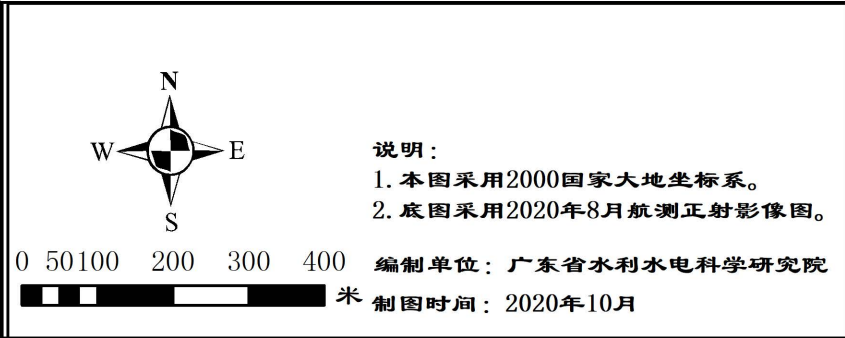 N
W E
S
0 50 100 200 300 400
米
说明：
1. 本图采用2000国家大地坐标系。
2. 底图采用2020年8月航测正射影像图。
编制单位：广东省水利水电科学研究院
制图时间：2020年10月